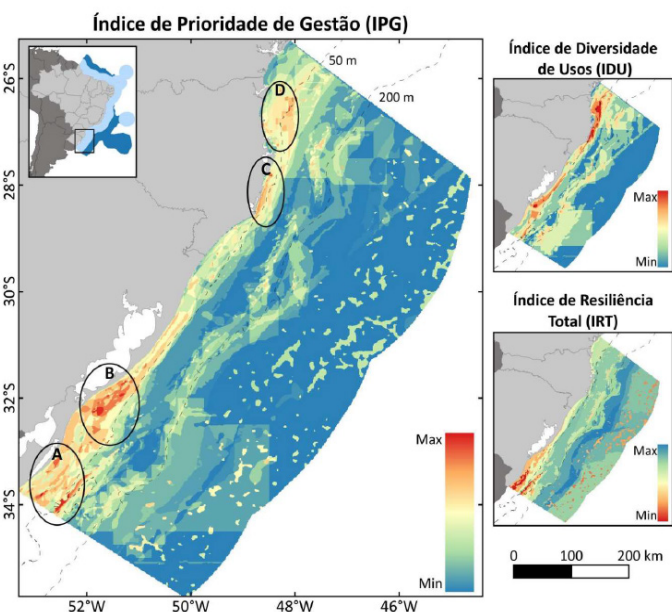 Índice de Prioridade de Gestão (IPG)
26°S
28°S
30°S
32°S
34°S
50 m
200 m
D
C
B
A
Max
Min
52°W
50°W
48°W
46°W
Índice de Diversidade
de Usos (IDU)
Max
Min
Índice de Resiliência
Total (IRT)
Max
Min
0 100 200 km